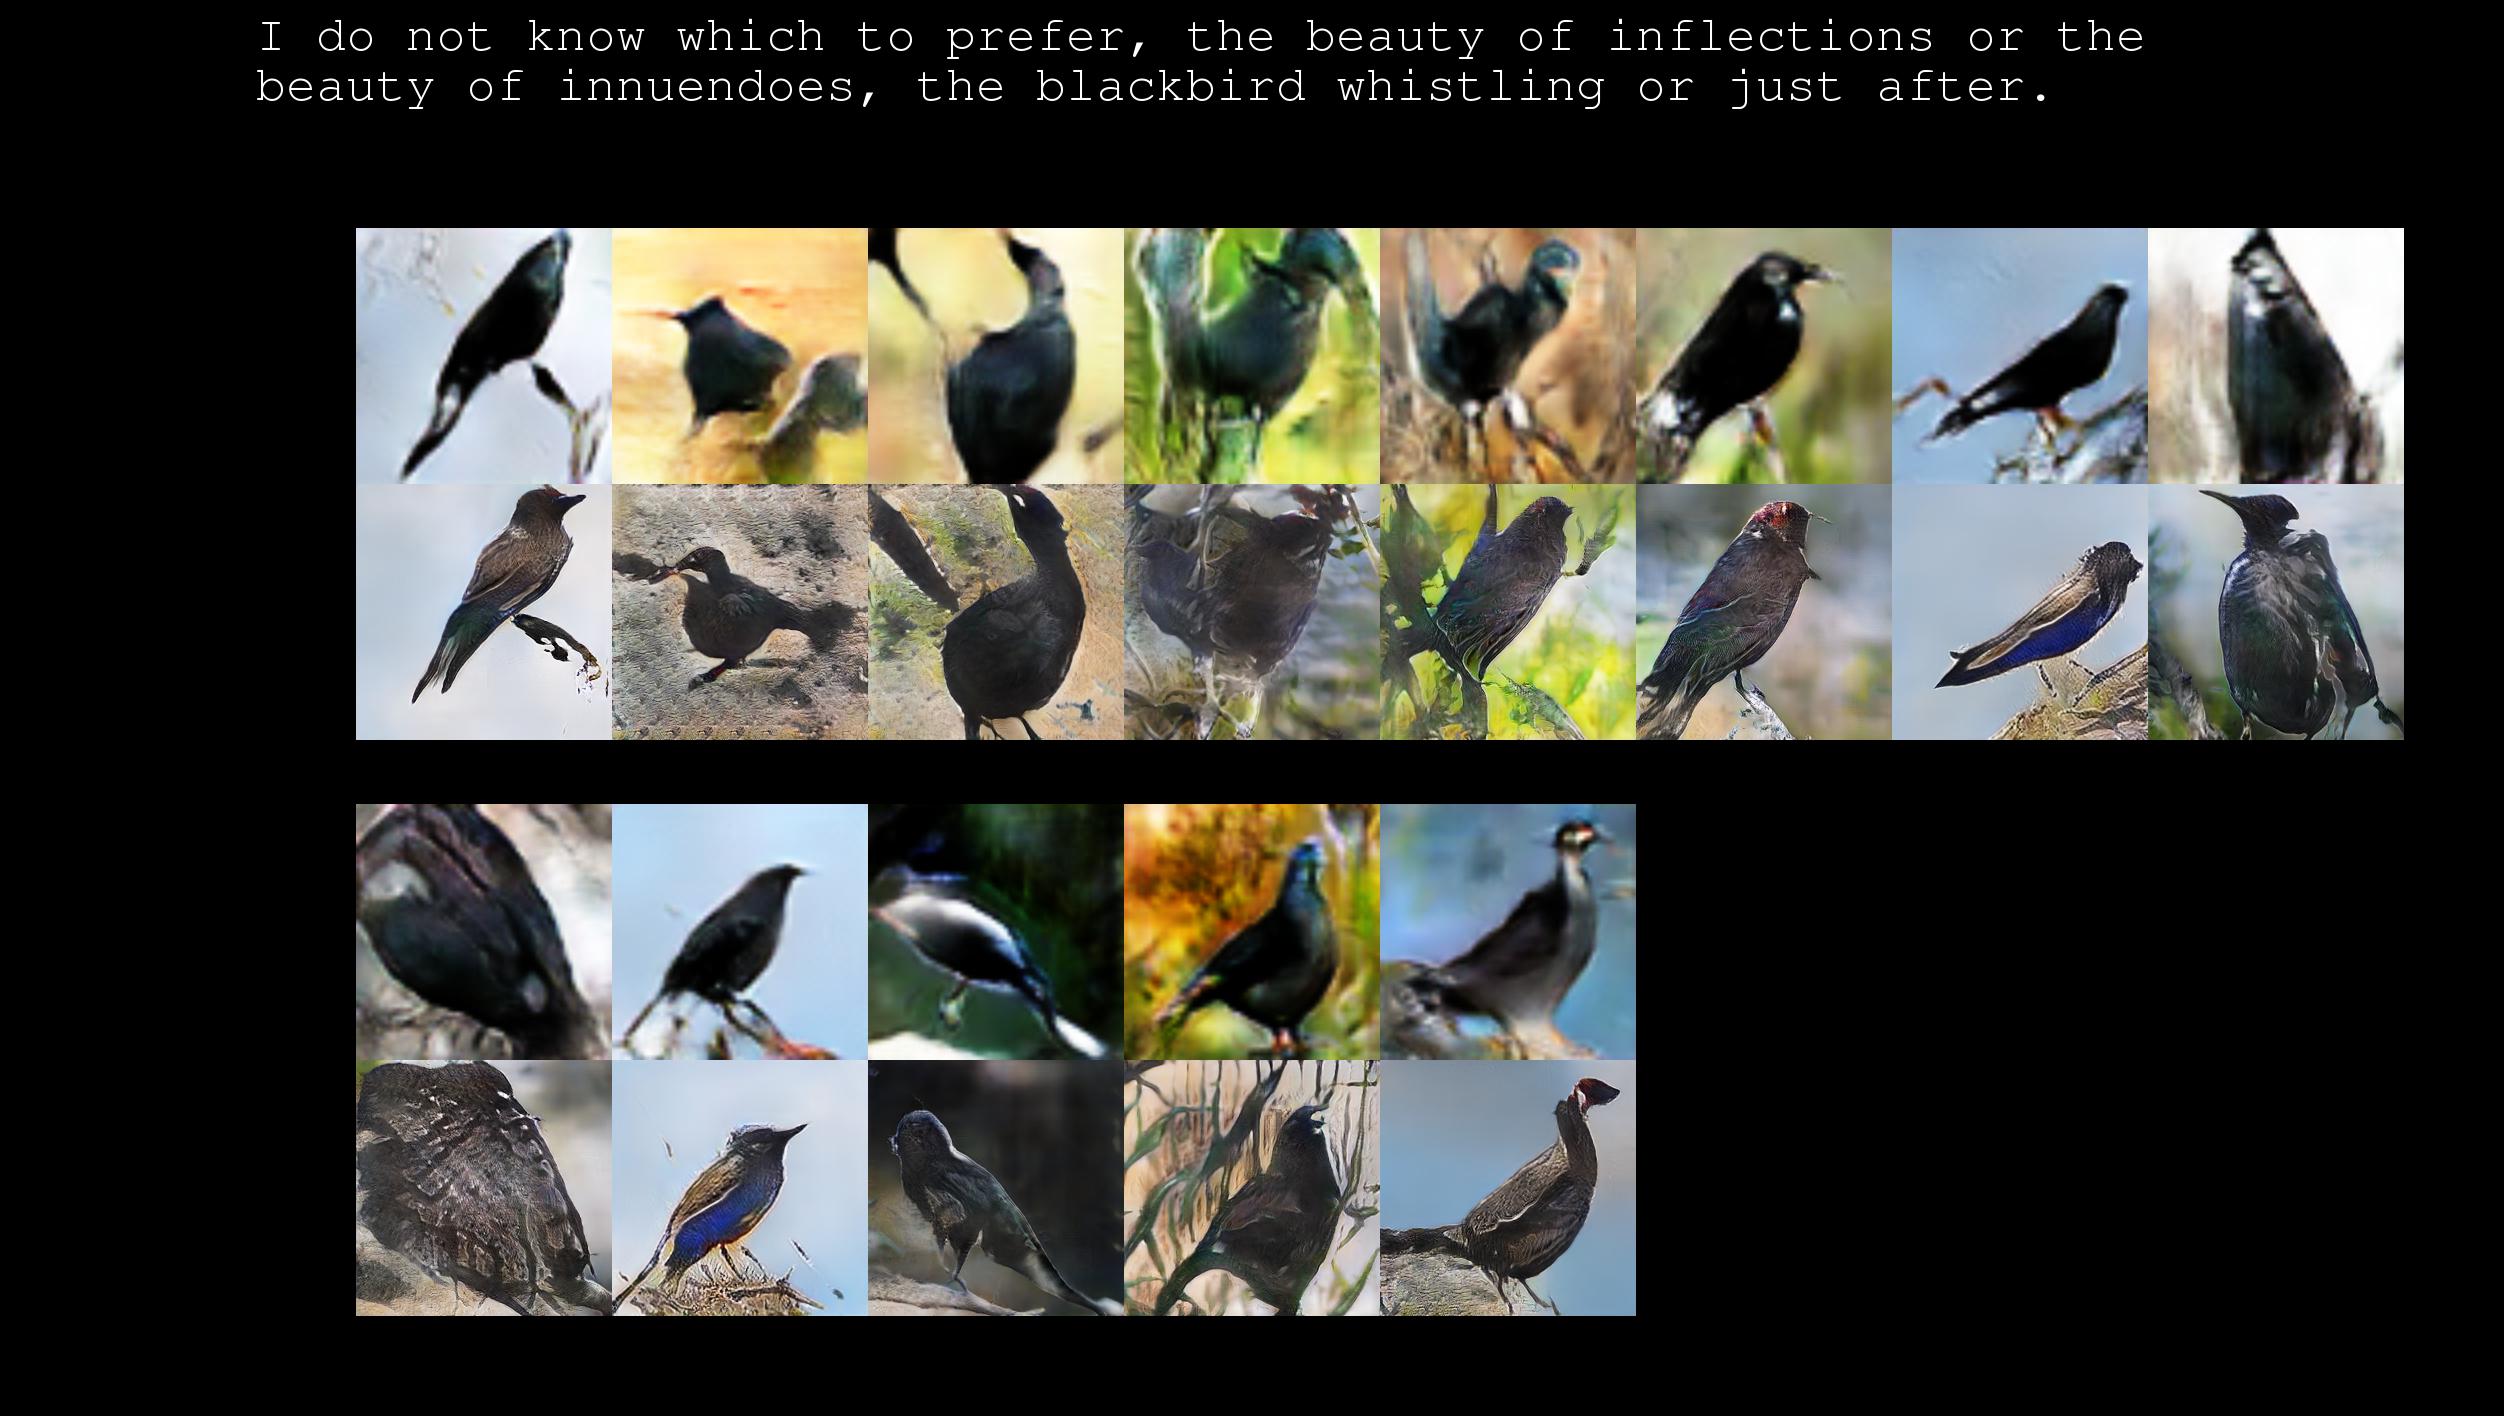 I do not know which to prefer, the beauty of inflections or the
beauty of innuendoes, the blackbird whistling or just after.